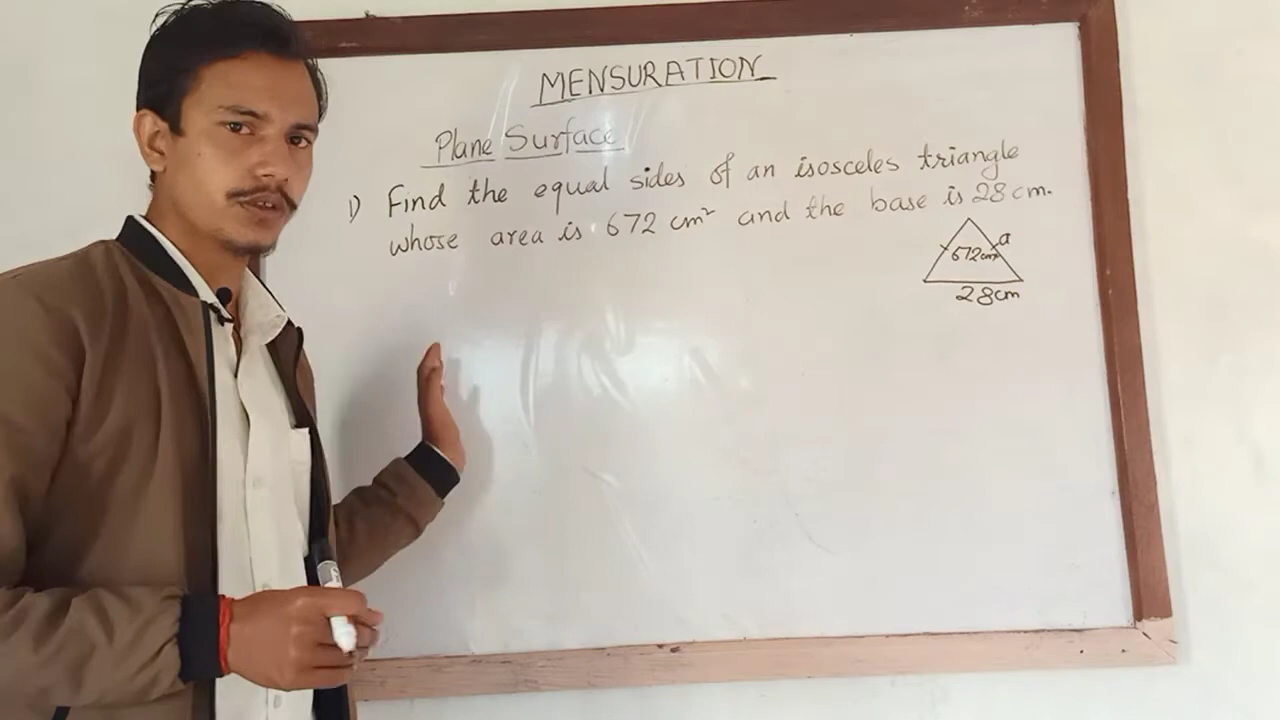 MENSURATION
Plane Surface
1) Find the equal sides of an isosceles triangle
whose area is 672 cm² and the base is 28 cm.
a
672cm²
28cm